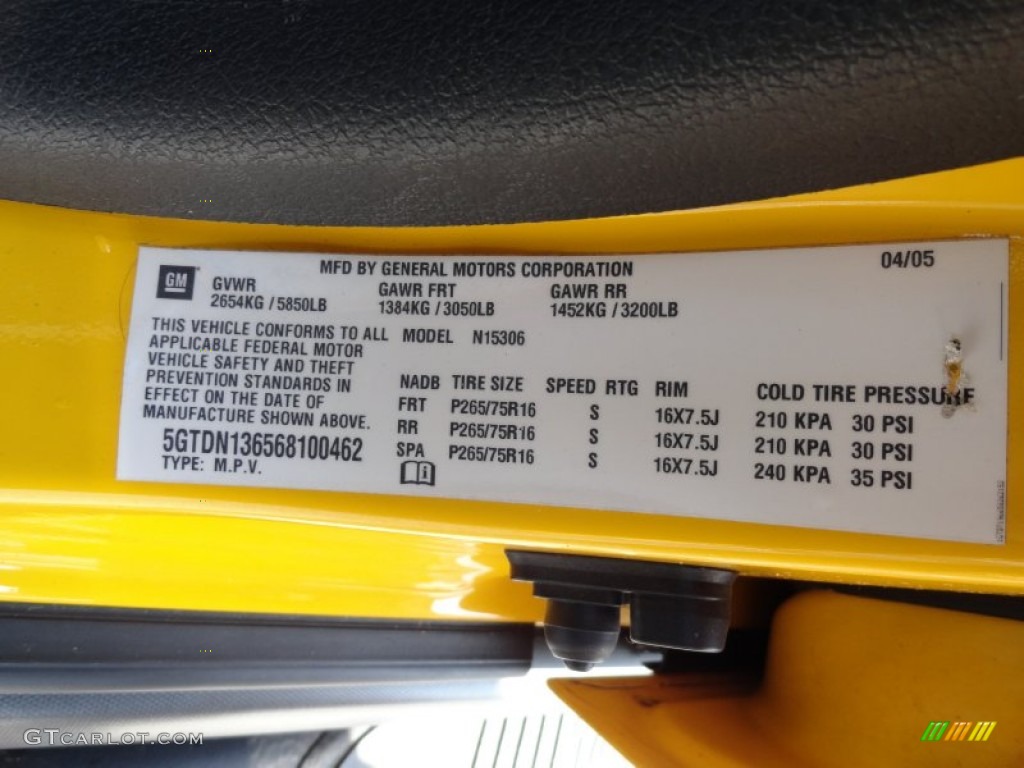 MFD BY GENERAL MOTORS CORPORATION 04/05
GM
GVWR GAWR FRT GAWR RR
2654KG / 5850LB 1384KG / 3050LB 1452KG / 3200LB
THIS VEHICLE CONFORMS TO ALL
APPLICABLE FEDERAL MOTOR
VEHICLE SAFETY AND THEFT
PREVENTION STANDARDS IN
EFFECT ON THE DATE OF
MANUFACTURE SHOWN ABOVE.
5GTDN136568100462
TYPE: M.P.V.
MODEL N15306
NADB TIRE SIZE SPEED RTG RIM COLD TIRE PRESSURE
FRT P265/75R16 S 16X7.5J 210 KPA 30 PSI
RR P265/75R16 S 16X7.5J 210 KPA 30 PSI
SPA P265/75R16 S 16X7.5J 240 KPA 35 PSI
GTCARLOT.COM